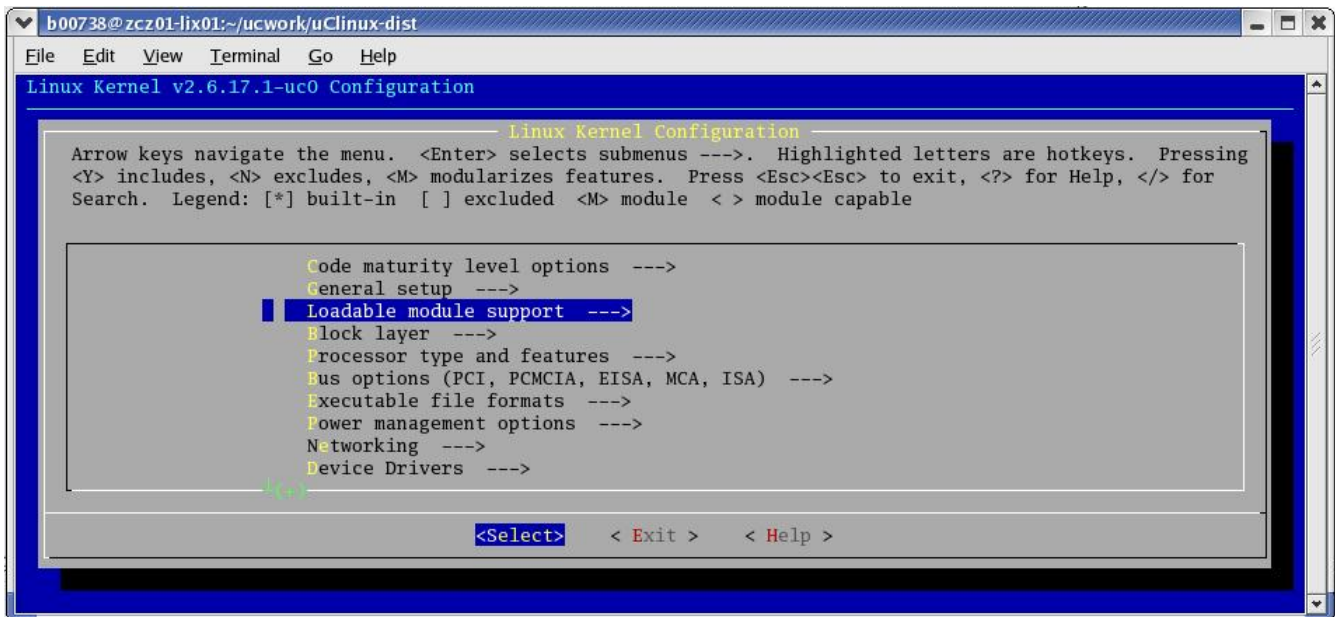 b00738@zcz01-lix01:~/ucwork/uClinux-dist
File Edit View Terminal Go Help
Linux Kernel v2.6.17.1-uc0 Configuration
Linux Kernel Configuration
Arrow keys navigate the menu. <Enter> selects submenus --->. Highlighted letters are hotkeys. Pressing
<Y> includes, <N> excludes, <M> modularizes features. Press <Esc><Esc> to exit, <?> for Help, </> for
Search. Legend: [*] built-in [ ] excluded <M> module < > module capable
Code maturity level options --->
General setup --->
Loadable module support --->
Block layer --->
Processor type and features --->
Bus options (PCI, PCMCIA, EISA, MCA, ISA) --->
Executable file formats --->
Power management options --->
Networking --->
Device Drivers --->
(+)
<Select> < Exit > < Help >